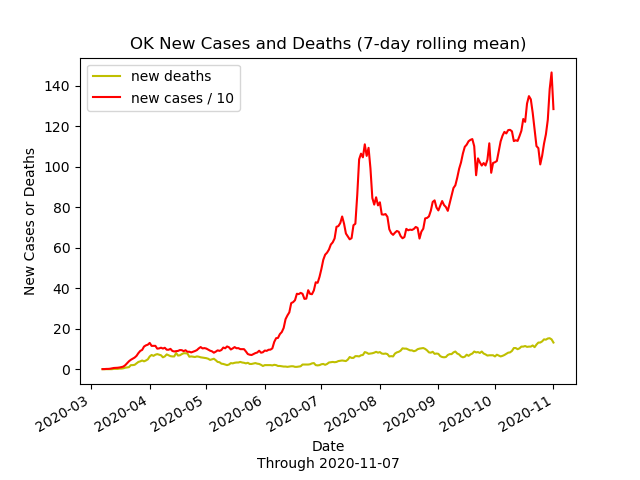 OK New Cases and Deaths (7-day rolling mean)
new deaths
new cases / 10
140
120
100
80
60
40
20
0
New Cases or Deaths
2020-03
2020-04
2020-05
2020-06
2020-07
2020-08
2020-09
2020-10
2020-11
Date
Through 2020-11-07